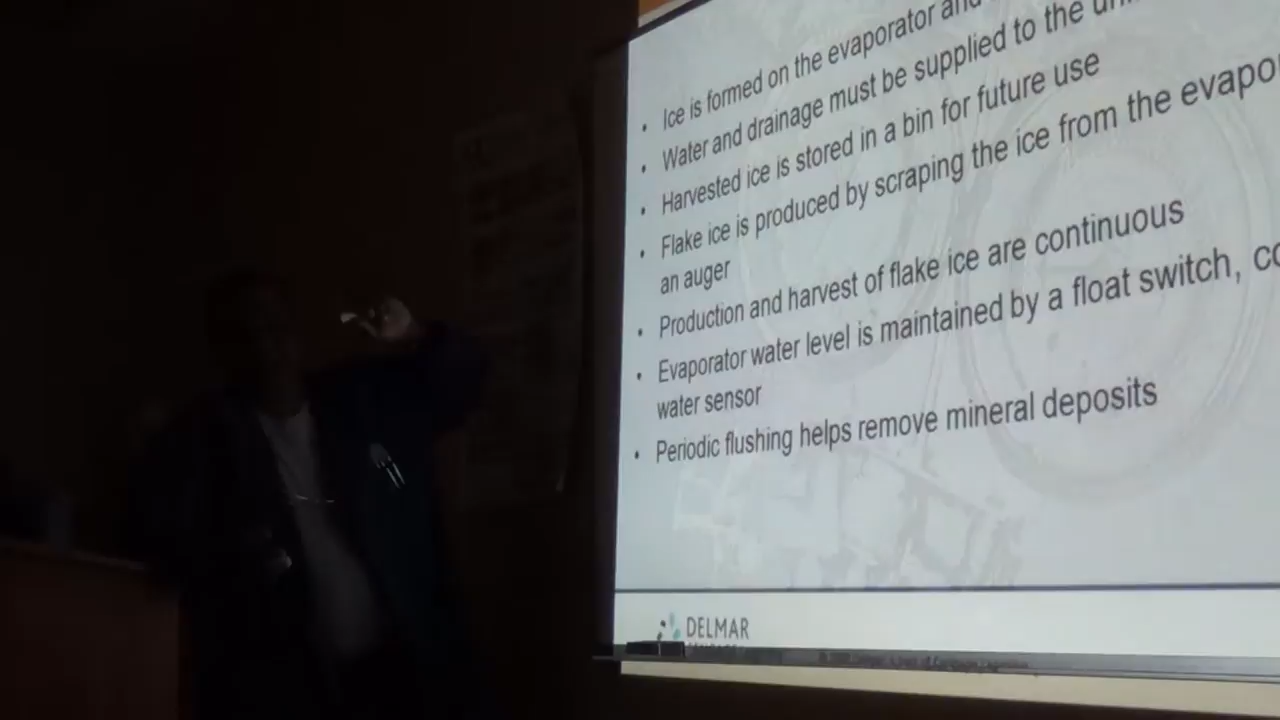 • Ice is formed on the evaporator and
• Water and drainage must be supplied to the
• Harvested ice is stored in a bin for future use
• Flake ice is produced by scraping the ice from the
an auger
• Production and harvest of flake ice are continuous
• Evaporator water level is maintained by a float switch,
water sensor
• Periodic flushing helps remove mineral deposits
DELMAR